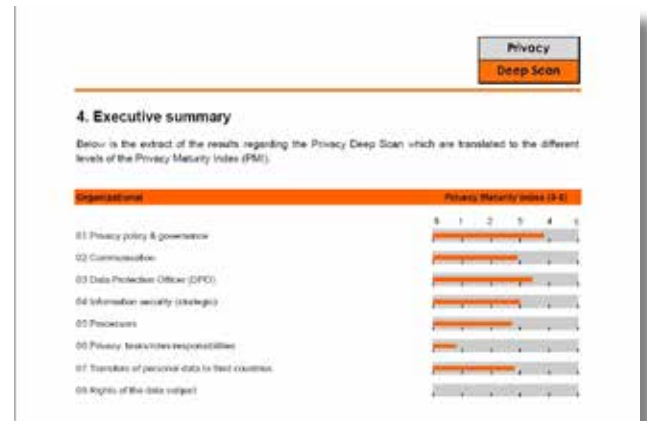 Privacy
Deep Scan
4. Executive summary
Below is the extract of the results regarding the Privacy Deep Scan which are translated to the different
levels of the Privacy Maturity Index (PMI).
Organizational Privacy Maturity Index (0-5)
0 1 2 3 4 5
01 Privacy policy & governance
02 Communication
03 Data Protection Officer (DPO)
04 Information security (strategic)
05 Processors
06 Privacy tasks/roles/responsibilities
07 Transfers of personal data to third countries
08 Rights of the data subject